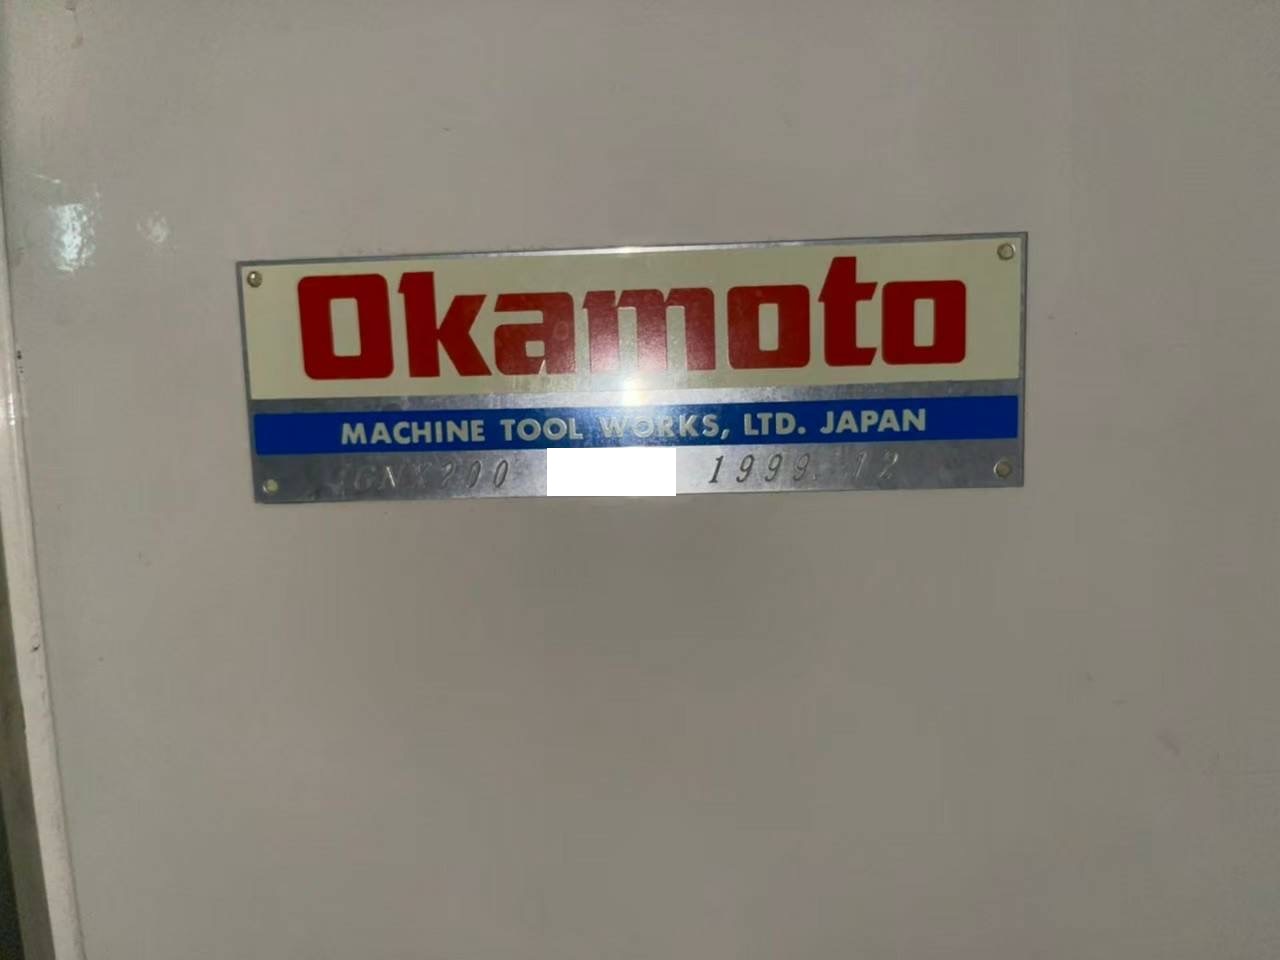 Okamoto
MACHINE TOOL WORKS, LTD. JAPAN
GNX200 1999. 12